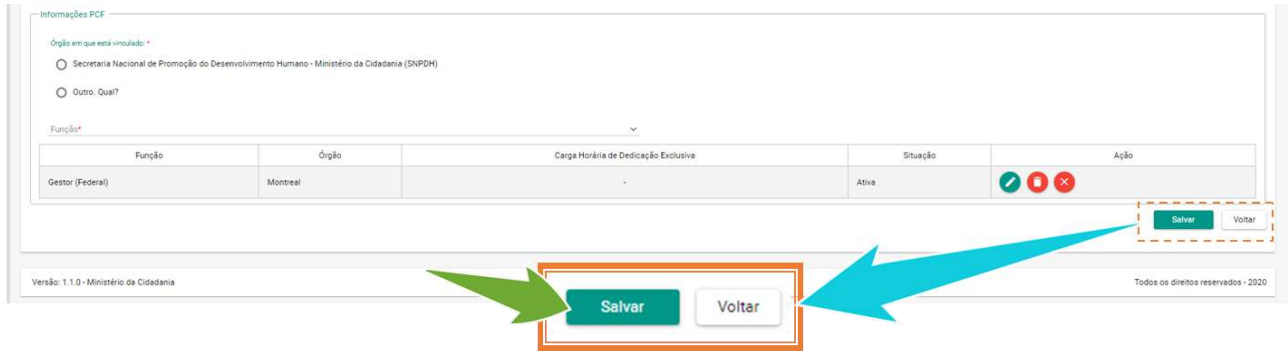 Informações PCF
Órgão em que está vinculado: *
Secretaria Nacional de Promoção do Desenvolvimento Humano - Ministério da Cidadania (SNPDH)
Outro. Qual?
Função*
Função Órgão Carga Horária de Dedicação Exclusiva Situação Ação
Gestor (Federal) Montreal - Ativa
Salvar Voltar
Versão: 1.1.0 - Ministério da Cidadania Todos os direitos reservados - 2020
Salvar Voltar